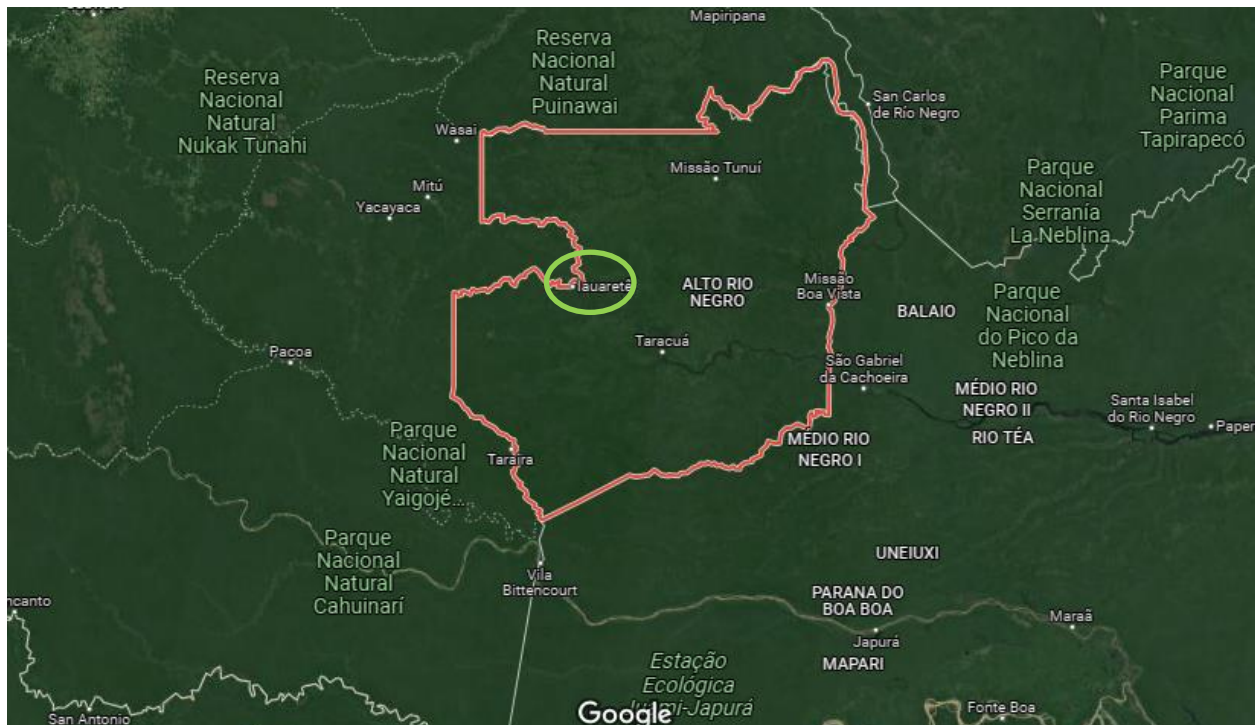 Mapiripana
Reserva
Nacional
Natural
Puinawai
Reserva
Nacional
Natural
Nukak Tunahi
Parque
Nacional
Parima
Tapirapecó
San Carlos
de Río Negro
Wasai
Missão Tunuí
Parque
Nacional
Serranía
La Neblina
Mitú
Yacayaca
Iauaretê
ALTO RIO
NEGRO
Missão
Boa Vista
BALAIO
Parque
Nacional
do Pico da
Neblina
Taracuá
Pacoa
São Gabriel
da Cachoeira
MÉDIO RIO
NEGRO II
RIO TÉA
Santa Isabel
do Rio Negro
Paper
Parque
Nacional
Natural
Yaigojé...
Taraira
MÉDIO RIO
NEGRO I
Parque
Nacional
Natural
Cahuinarí
UNEIUXI
Vila
Bittencourt
PARANA DO
BOA BOA
Japurá
MAPARI
Maraã
ncanto
Estação
Ecológica
Japurá
Google
San Antonio
Fonte Boa